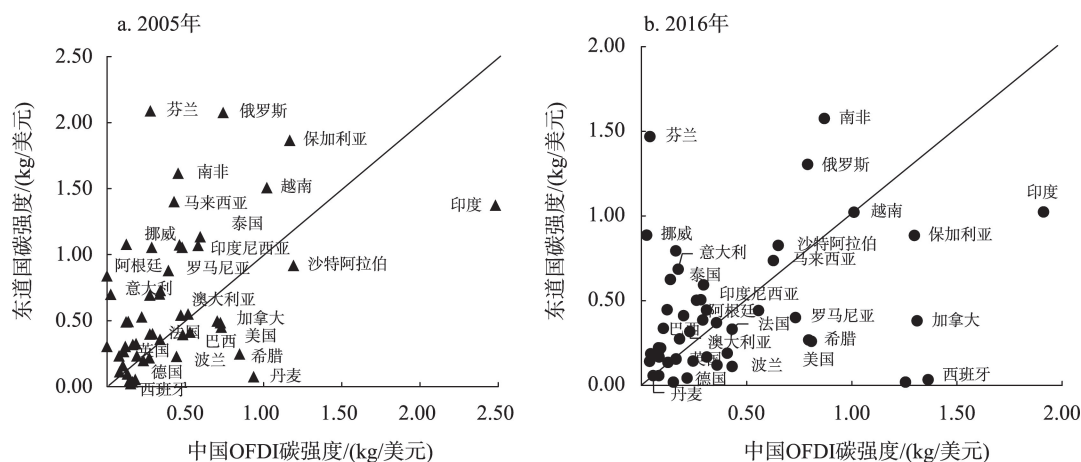 a. 2005年
东道国碳强度/(kg/美元)
2.50
2.00
1.50
1.00
0.50
0.00
芬兰
俄罗斯
保加利亚
南非
越南
马来西亚
印度
泰国
挪威
印度尼西亚
沙特阿拉伯
阿根廷
罗马尼亚
意大利
澳大利亚
加拿大
法国
美国
巴西
英国
波兰
希腊
德国
丹麦
西班牙
0.50
1.00
1.50
2.00
2.50
中国OFDI碳强度/(kg/美元)
b. 2016年
东道国碳强度/(kg/美元)
2.00
1.50
1.00
0.50
0.00
南非
芬兰
俄罗斯
印度
越南
挪威
保加利亚
沙特阿拉伯
意大利
马来西亚
泰国
印度尼西亚
阿根廷
罗马尼亚
加拿大
法国
巴西
澳大利亚
英国
美国
希腊
波兰
德国
西班牙
丹麦
0.50
1.00
1.50
2.00
中国OFDI碳强度/(kg/美元)